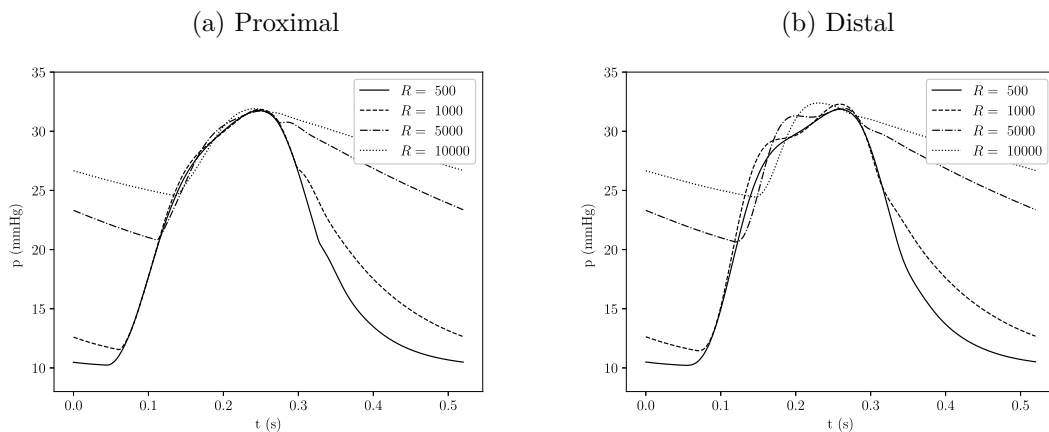 (a) Proximal
35
30
25
20
15
10
p (mmHg)
0.0 0.1 0.2 0.3 0.4 0.5
t (s)
R = 500
R = 1000
R = 5000
R = 10000
(b) Distal
35
30
25
20
15
10
p (mmHg)
0.0 0.1 0.2 0.3 0.4 0.5
t (s)
R = 500
R = 1000
R = 5000
R = 10000